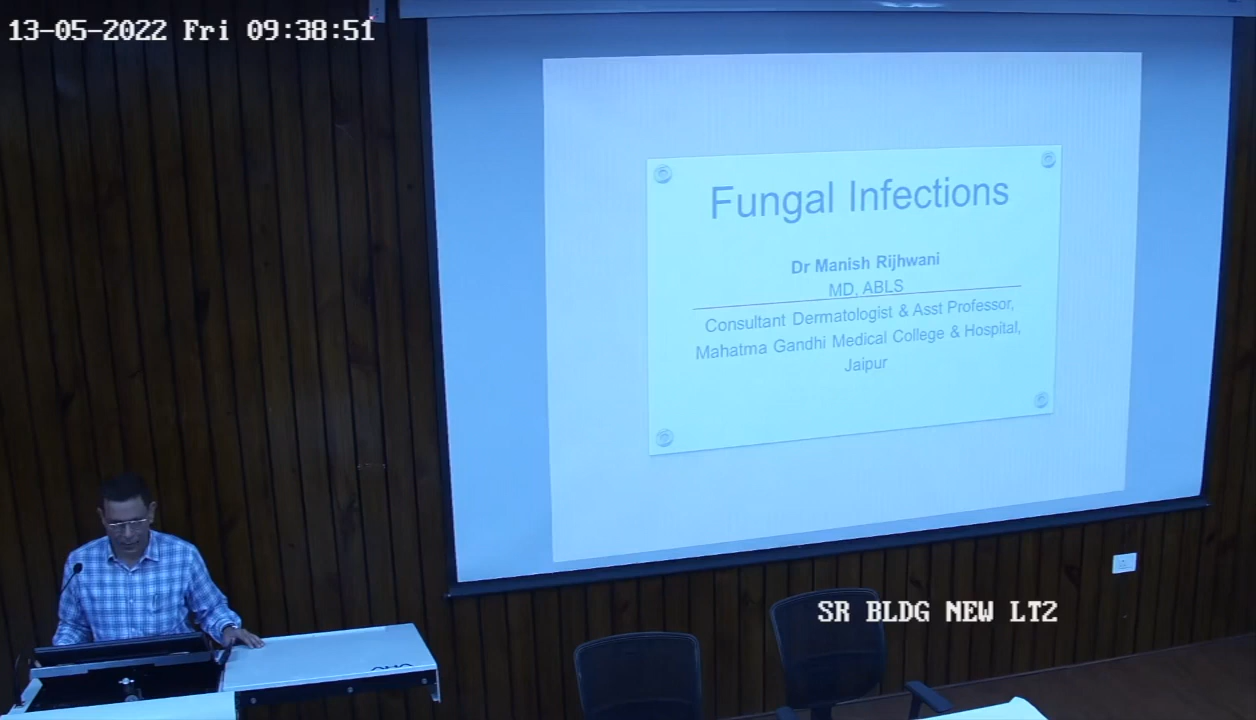 13-05-2022 Fri 09:38:51
Fungal Infections
Dr Manish Rijhwani
MD, ABLS
Consultant Dermatologist & Asst Professor,
Mahatma Gandhi Medical College & Hospital,
Jaipur
SR BLDG NEW LT2